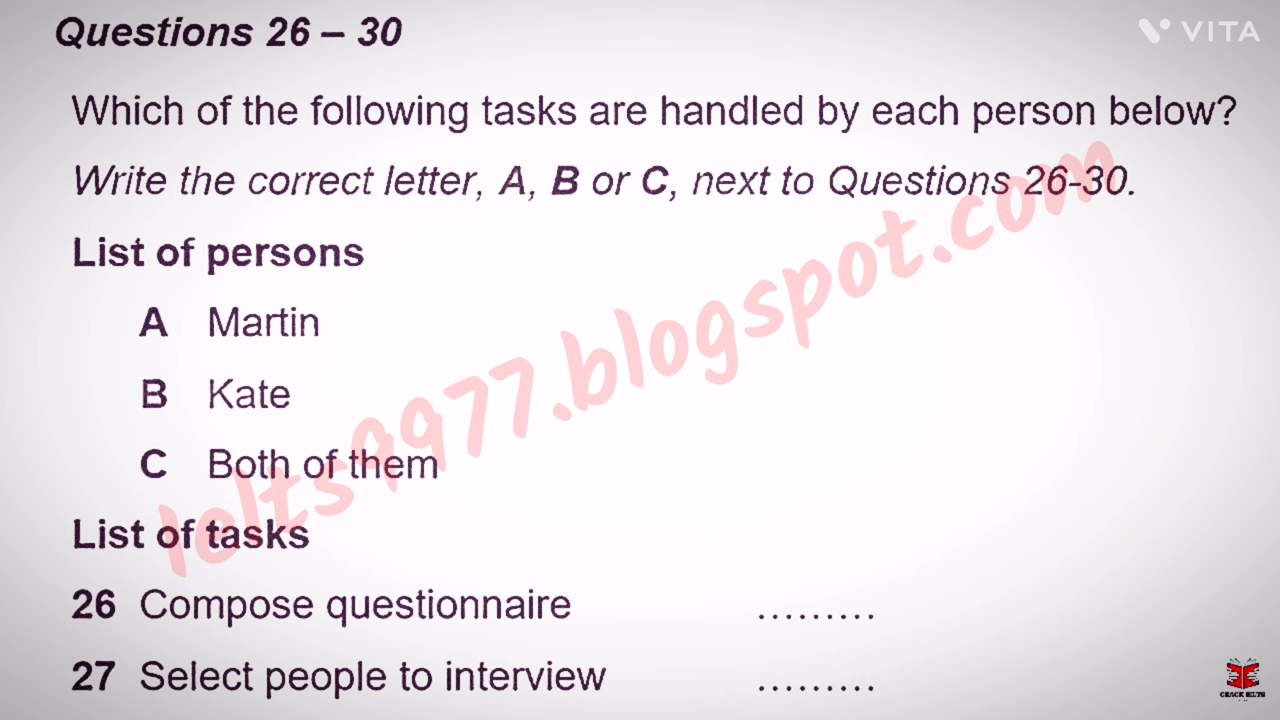 Questions 26 – 30
VITA
Which of the following tasks are handled by each person below?
Write the correct letter, A, B or C, next to Questions 26-30.
List of persons
A Martin
B Kate
C Both of them
Ielts9977.blogspot.com
List of tasks
26 Compose questionnaire .........
27 Select people to interview .........
CRACK IELTS